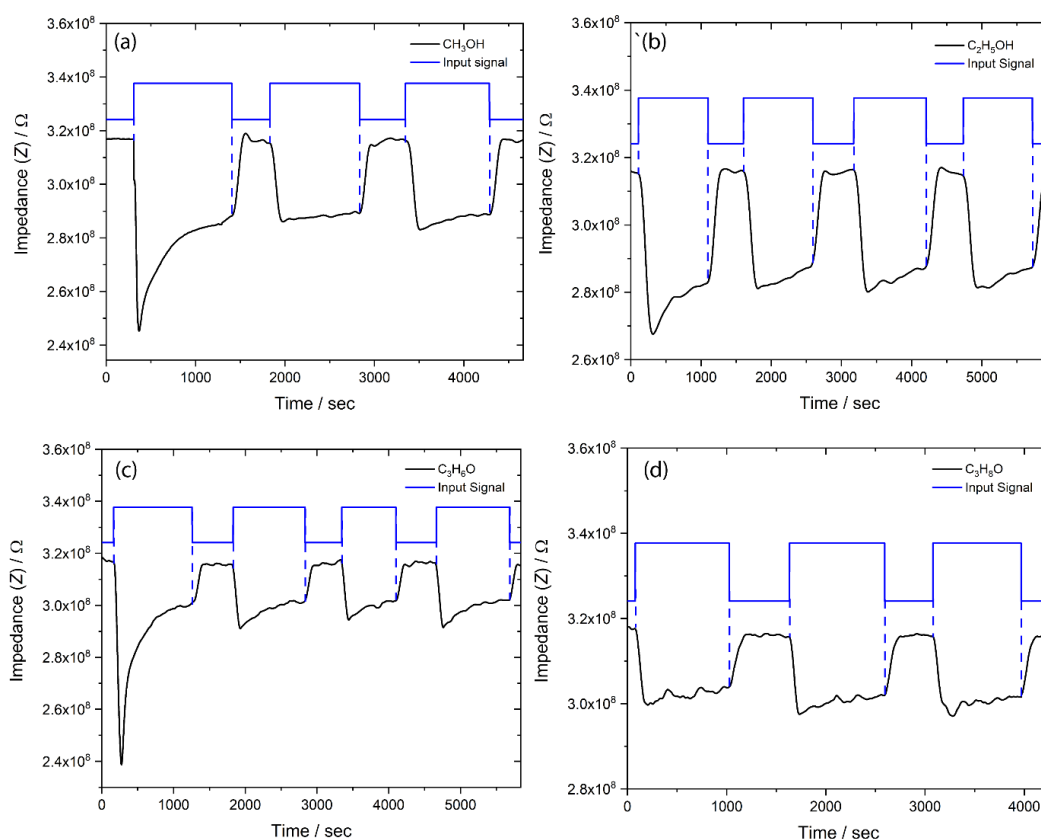 (a)
CH₃OH
Input signal
3.6x10⁸
3.4x10⁸
3.2x10⁸
3.0x10⁸
2.8x10⁸
2.6x10⁸
2.4x10⁸
Impedance (Z) / Ω
0 1000 2000 3000 4000
Time / sec
`(b)
C₂H₅OH
Input Signal
3.6x10⁸
3.4x10⁸
3.2x10⁸
3.0x10⁸
2.8x10⁸
2.6x10⁸
Impedance (Z) / Ω
0 1000 2000 3000 4000 5000
Time / sec
(c)
C₃H₆O
Input Signal
3.6x10⁸
3.4x10⁸
3.2x10⁸
3.0x10⁸
2.8x10⁸
2.6x10⁸
2.4x10⁸
Impedance (Z) / Ω
0 1000 2000 3000 4000 5000
Time / sec
(d)
C₃H₈O
Input Signal
3.6x10⁸
3.4x10⁸
3.2x10⁸
3.0x10⁸
2.8x10⁸
Impedance (Z) / Ω
0 1000 2000 3000 4000
Time / sec